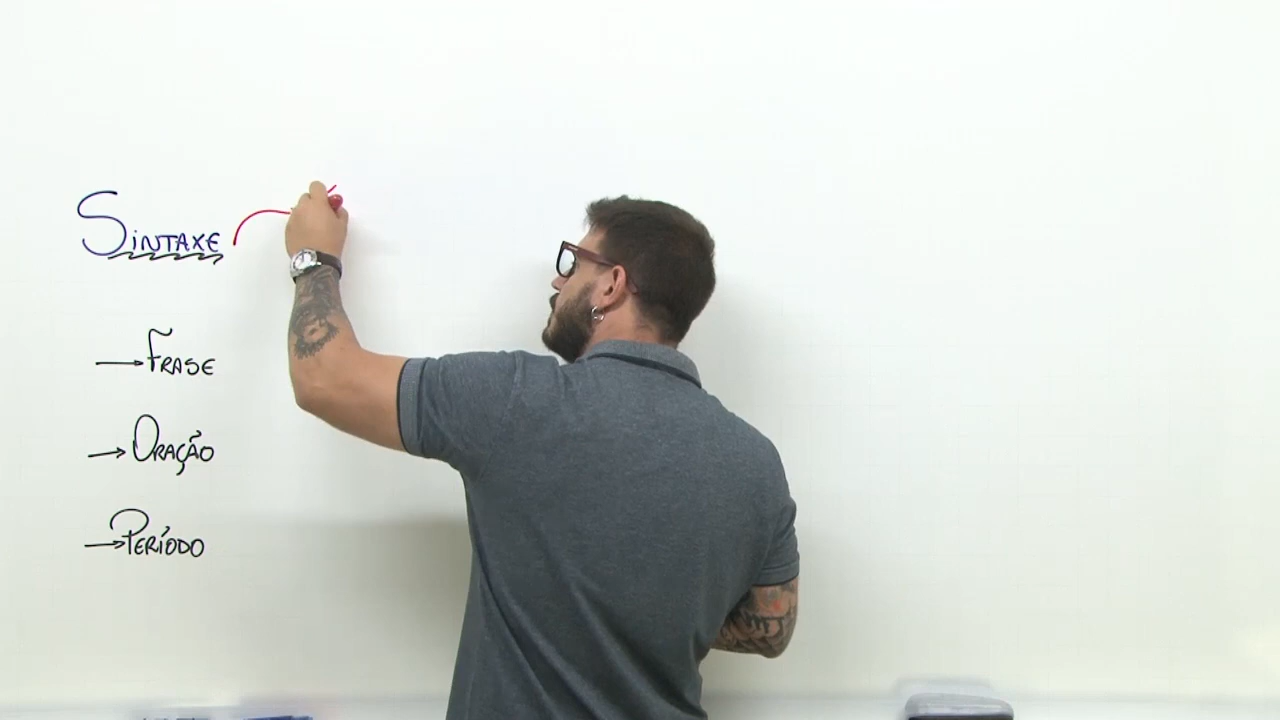 SINTAXE
→ FRASE
→ ORAÇÃO
→ PERÍODO